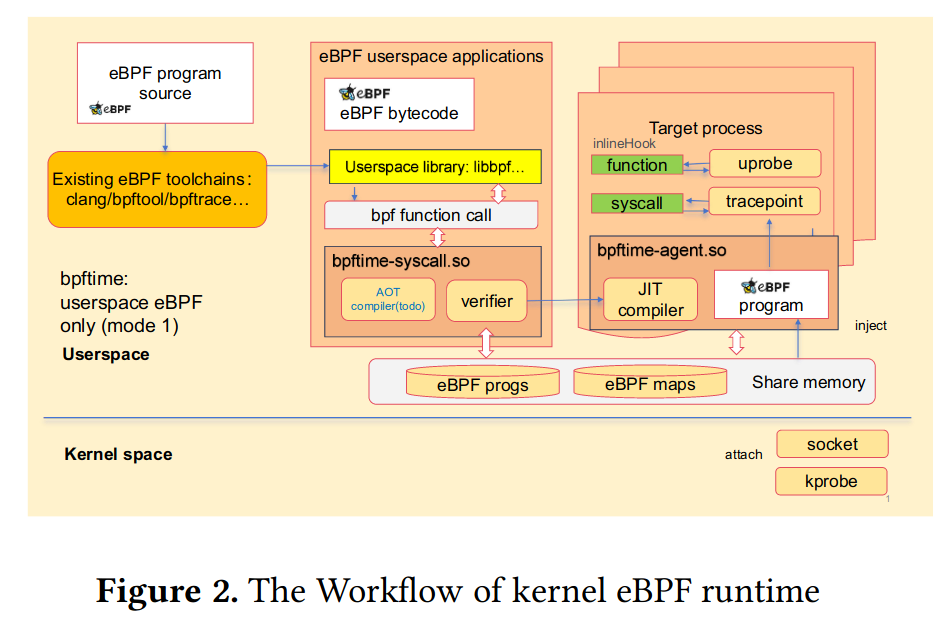 eBPF program
source
eBPF
Existing eBPF toolchains：
clang/bpftool/bpftrace…
bpftime:
userspace eBPF
only (mode 1)
Userspace
eBPF userspace applications
eBPF
eBPF bytecode
Userspace library: libbpf…
bpf function call
bpftime-syscall.so
AOT
compiler(todo)
verifier
Target process
inlineHook
function
uprobe
syscall
tracepoint
bpftime-agent.so
JIT
compiler
eBPF
program
inject
eBPF progs
eBPF maps
Share memory
Kernel space
attach
socket
kprobe
1
Figure 2. The Workflow of kernel eBPF runtime